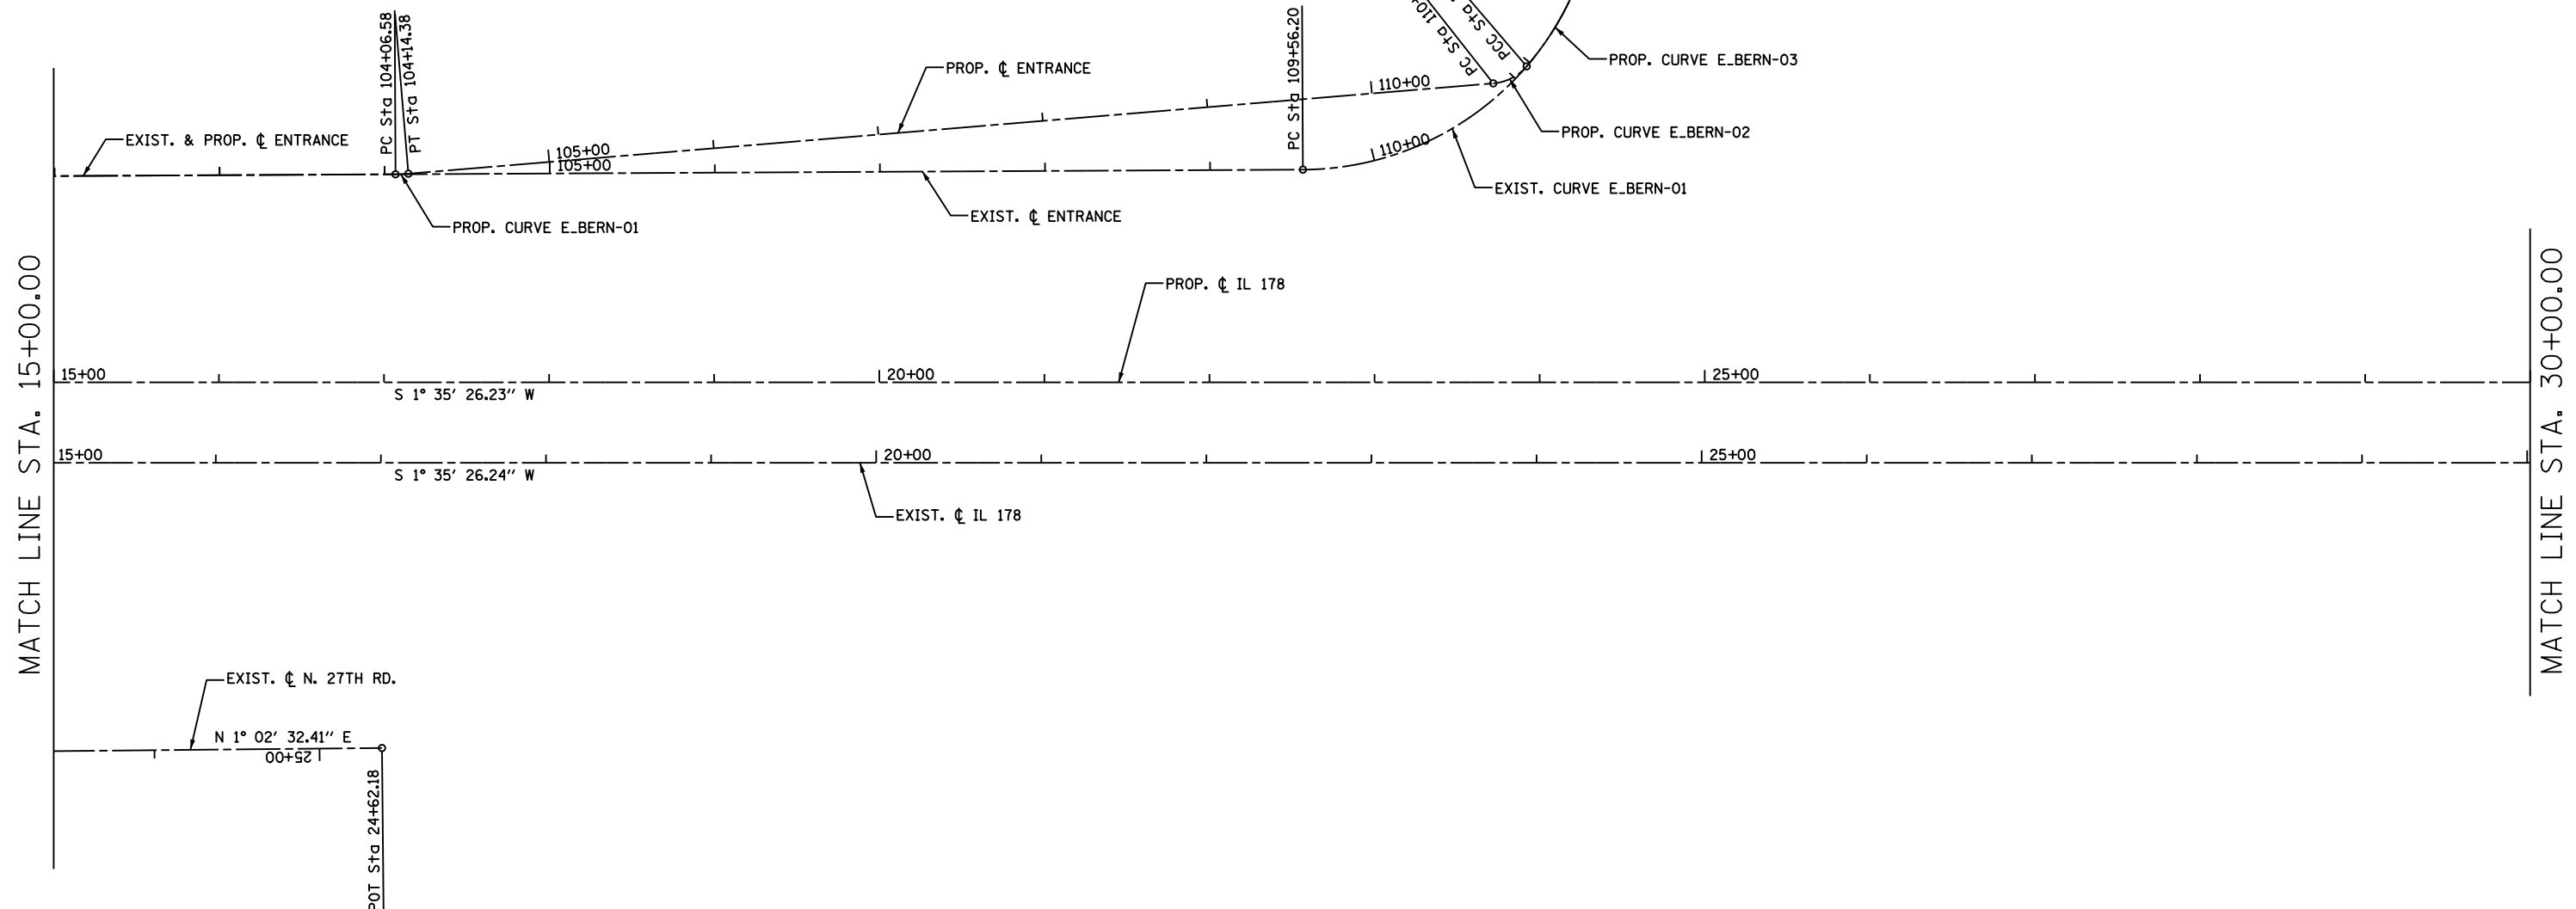 PC Sta 104+06.58
PT Sta 104+14.38
PC Sta 109+56.20
PC Sta 110+
PCC Sta
PROP. CURVE E_BERN-03
PROP. ℄ ENTRANCE
110+00
EXIST. & PROP. ℄ ENTRANCE
105+00
105+00
110+00
PROP. CURVE E_BERN-02
EXIST. CURVE E_BERN-01
EXIST. ℄ ENTRANCE
PROP. CURVE E_BERN-01
MATCH LINE STA. 15+00.00
MATCH LINE STA. 30+00.00
PROP. ℄ IL 178
15+00
20+00
25+00
S 1° 35' 26.23" W
15+00
20+00
25+00
S 1° 35' 26.24" W
EXIST. ℄ IL 178
EXIST. ℄ N. 27TH RD.
N 1° 02' 32.41" E
25+00
POT Sta 24+62.18